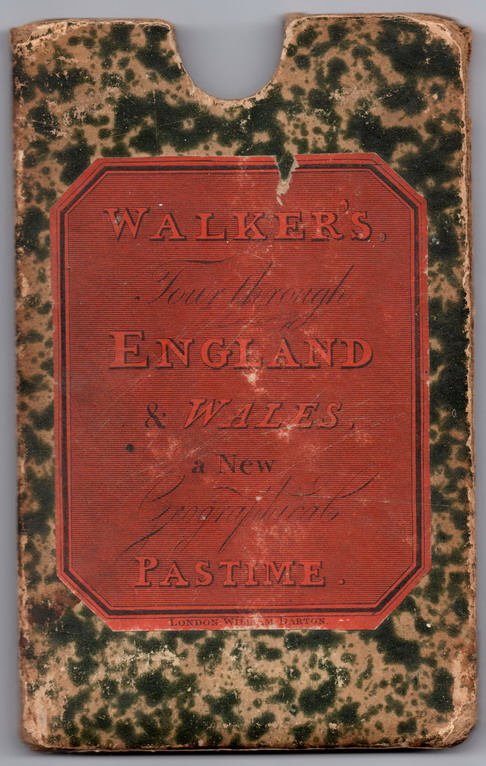 WALKER'S,
Tour through
ENGLAND
& WALES,
a New
Geographical
PASTIME.
LONDON WILLIAM DARTON